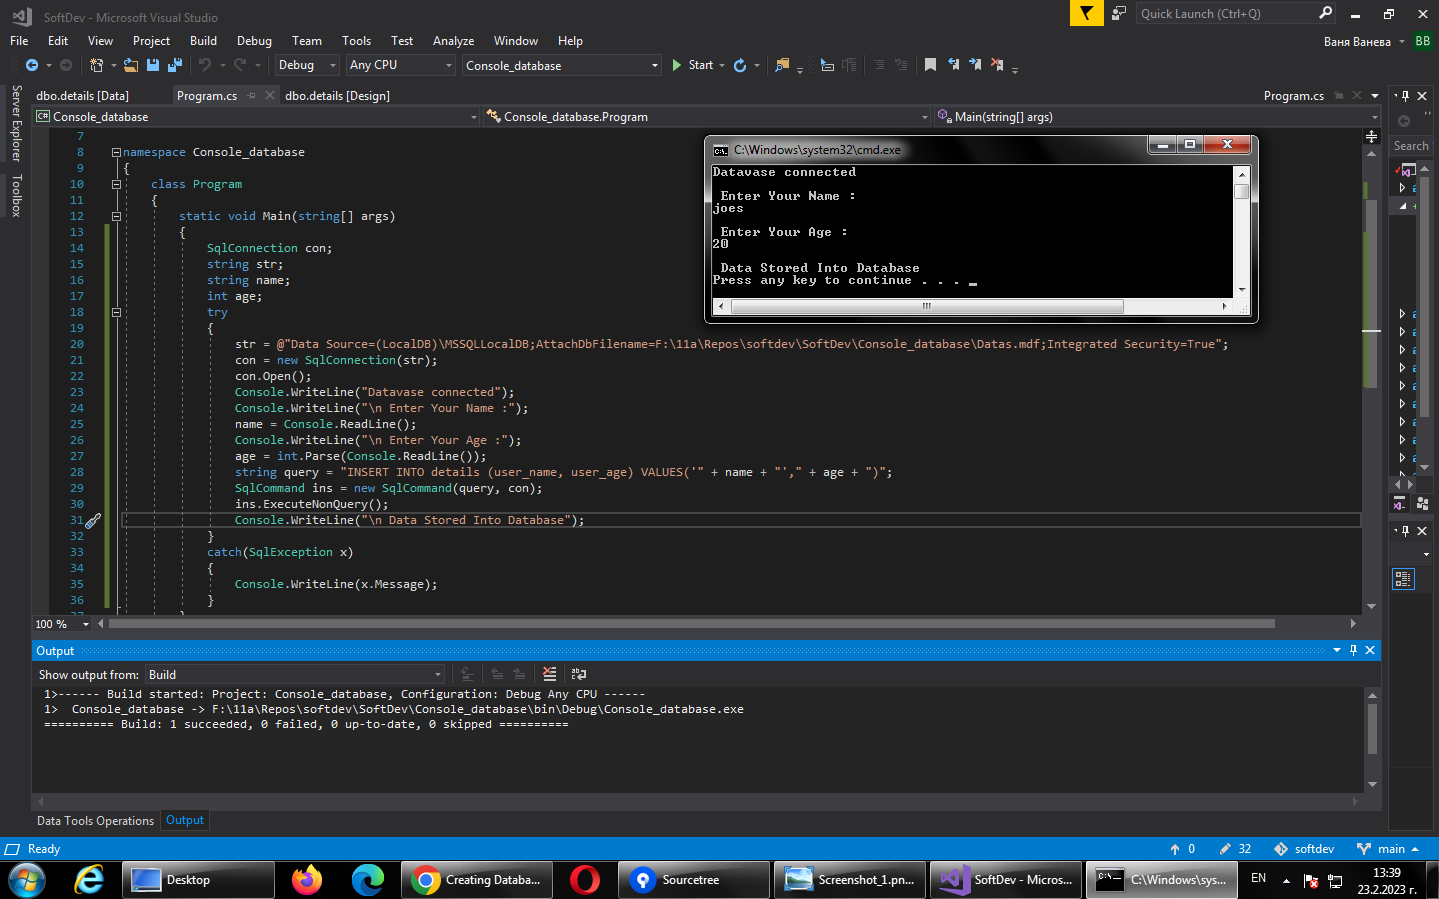 SoftDev - Microsoft Visual Studio
Quick Launch (Ctrl+Q)
File Edit View Project Build Debug Team Tools Test Analyze Window Help
Ваня Ванева BB
Debug Any CPU Console_database Start
Server Explorer
Toolbox
dbo.details [Data] Program.cs dbo.details [Design] Program.cs
Console_database Console_database.Program Main(string[] args)
Search
7
8 namespace Console_database
9 {
10 class Program
11 {
12 static void Main(string[] args)
13 {
14 SqlConnection con;
15 string str;
16 string name;
17 int age;
18 try
19 {
20 str = @"Data Source=(LocalDB)\MSSQLLocalDB;AttachDbFilename=F:\11a\Repos\softdev\SoftDev\Console_database\Datas.mdf;Integrated Security=True";
21 con = new SqlConnection(str);
22 con.Open();
23 Console.WriteLine("Datavase connected");
24 Console.WriteLine("\n Enter Your Name :");
25 name = Console.ReadLine();
26 Console.WriteLine("\n Enter Your Age :");
27 age = int.Parse(Console.ReadLine());
28 string query = "INSERT INTO details (user_name, user_age) VALUES('" + name + "'," + age + ")";
29 SqlCommand ins = new SqlCommand(query, con);
30 ins.ExecuteNonQuery();
31 Console.WriteLine("\n Data Stored Into Database");
32 }
33 catch(SqlException x)
34 {
35 Console.WriteLine(x.Message);
36 }
37 }
C:\Windows\system32\cmd.exe
Datavase connected
Enter Your Name :
joes
Enter Your Age :
20
Data Stored Into Database
Press any key to continue . . . _
100 %
Output
Show output from: Build
1>------ Build started: Project: Console_database, Configuration: Debug Any CPU ------
1> Console_database -> F:\11a\Repos\softdev\SoftDev\Console_database\bin\Debug\Console_database.exe
========== Build: 1 succeeded, 0 failed, 0 up-to-date, 0 skipped ==========
Data Tools Operations Output
Ready 0 32 softdev main
Desktop Creating Databa... Sourcetree Screenshot_1.pn... SoftDev - Micros... C:\Windows\sys... EN 13:39
23.2.2023 г.